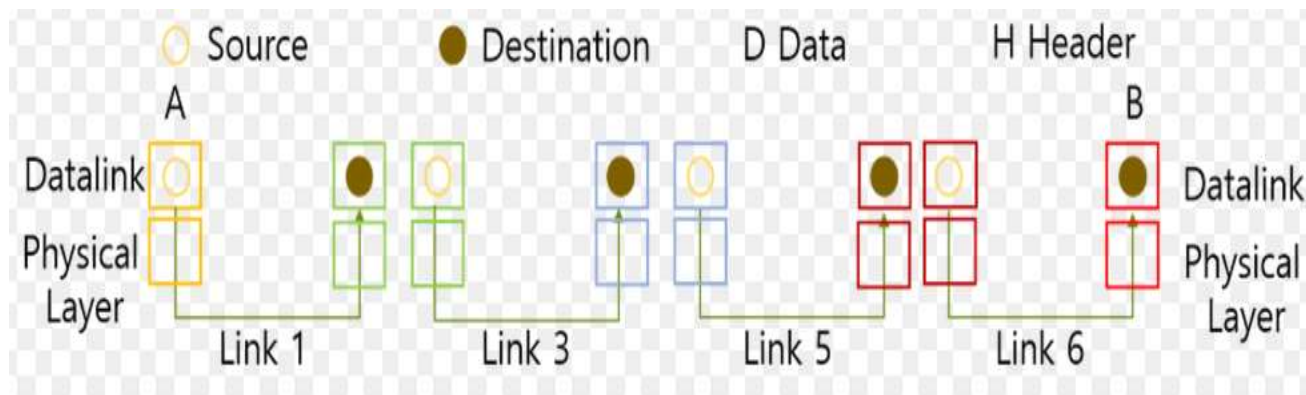 Source Destination D Data H Header
A B
Datalink Datalink
Physical Physical
Layer Layer
Link 1 Link 3 Link 5 Link 6